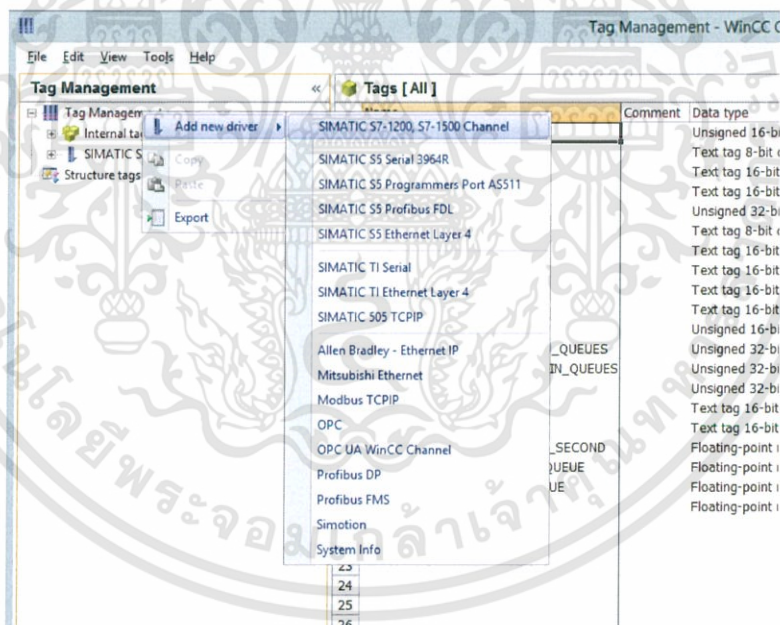 Tag Management - WinCC C
File Edit View Tools Help
Tag Management «
Tags [ All ]
Tag Managem
Internal ta
SIMATIC S
Structure tags
Add new driver
Copy
Paste
Export
SIMATIC S7-1200, S7-1500 Channel
SIMATIC S5 Serial 3964R
SIMATIC S5 Programmers Port AS511
SIMATIC S5 Profibus FDL
SIMATIC S5 Ethernet Layer 4
SIMATIC TI Serial
SIMATIC TI Ethernet Layer 4
SIMATIC 505 TCPIP
Allen Bradley - Ethernet IP
Mitsubishi Ethernet
Modbus TCPIP
OPC
OPC UA WinCC Channel
Profibus DP
Profibus FMS
Simotion
System Info
_QUEUES
IN_QUEUES
_SECOND
QUEUE
UE
23
24
25
26
Comment Data type
Unsigned 16-bi
Text tag 8-bit c
Text tag 16-bit
Text tag 16-bit
Unsigned 32-bi
Text tag 8-bit c
Text tag 16-bit
Text tag 16-bit
Text tag 16-bit
Text tag 16-bit
Unsigned 16-bi
Unsigned 32-bi
Unsigned 32-bi
Unsigned 32-bi
Text tag 16-bit
Text tag 16-bit
Floating-point
Floating-point
Floating-point
Floating-point